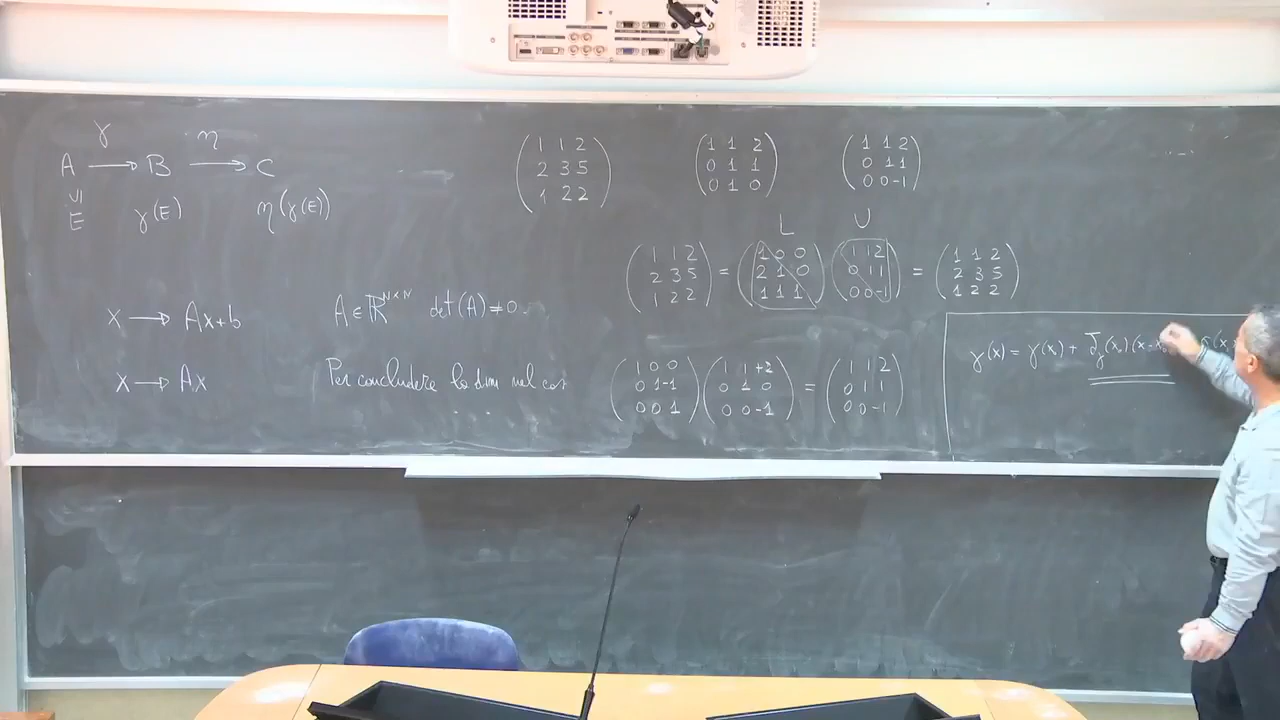 A —γ→ B —η→ C
⊆
E γ(E) η(γ(E))
x → Ax+b
x → Ax
A ∈ ℝ^{N×N} det(A) ≠ 0
Per concludere la dim nel cas
(1 1 2; 2 3 5; 1 2 2) (1 1 2; 0 1 1; 0 1 0) (1 1 2; 0 1 1; 0 0 -1)
L U
(1 1 2; 2 3 5; 1 2 2) = (1 0 0; 2 1 0; 1 1 1) (1 1 2; 0 1 1; 0 0 -1) = (1 1 2; 2 3 5; 1 2 2)
(1 0 0; 0 1 -1; 0 0 1) (1 1 +2; 0 1 0; 0 0 -1) = (1 1 2; 0 1 1; 0 0 -1)
γ(x) = γ(x₀) + J_γ(x₀)(x-x₀